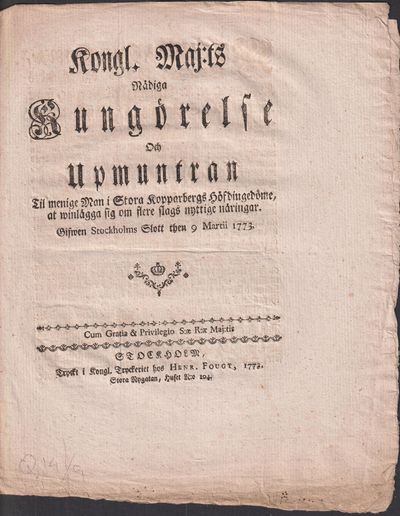 Kongl. Maj:ts
Nådiga
Kungörelse
Och
Upmuntran
Til menige Man i Stora Kopparbergs Höfdingedöme,
at winlägga sig om flere slags nyttige näringar.
Gifwen Stockholms Slott then 9 Martii 1773.
Cum Gratia & Privilegio S:æ R:æ Maj:tis
STOCKHOLM,
Tryckt i Kongl. Tryckeriet hos HENR. FOUGT, 1773.
Stora Nygatan, Huset N:o 104.